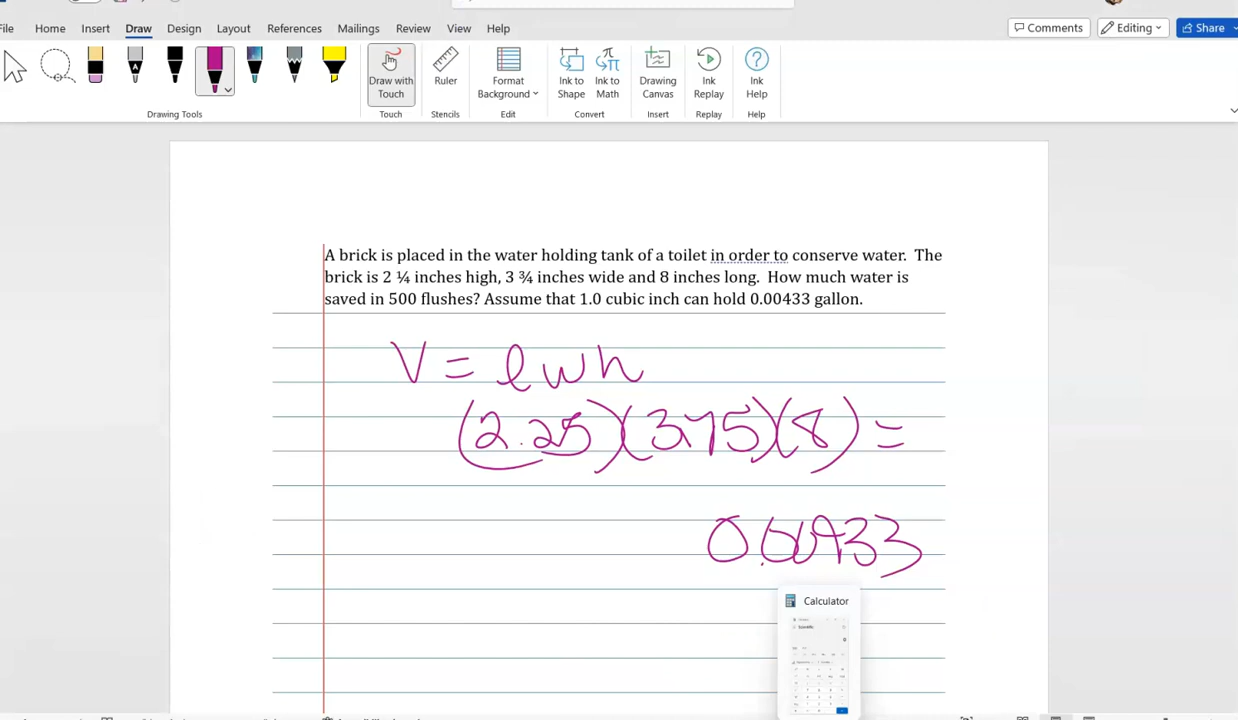 File Home Insert Draw Design Layout References Mailings Review View Help Comments Editing Share
Draw with Touch
Ruler
Format Background
Ink to Shape
Ink to Math
Drawing Canvas
Ink Replay
Ink Help
Drawing Tools Touch Stencils Edit Convert Insert Replay Help
A brick is placed in the water holding tank of a toilet in order to conserve water. The
brick is 2 ¼ inches high, 3 ¾ inches wide and 8 inches long. How much water is
saved in 500 flushes? Assume that 1.0 cubic inch can hold 0.00433 gallon.
V = l w h
(2.25)(3.75)(8) =
0.00433
Calculator